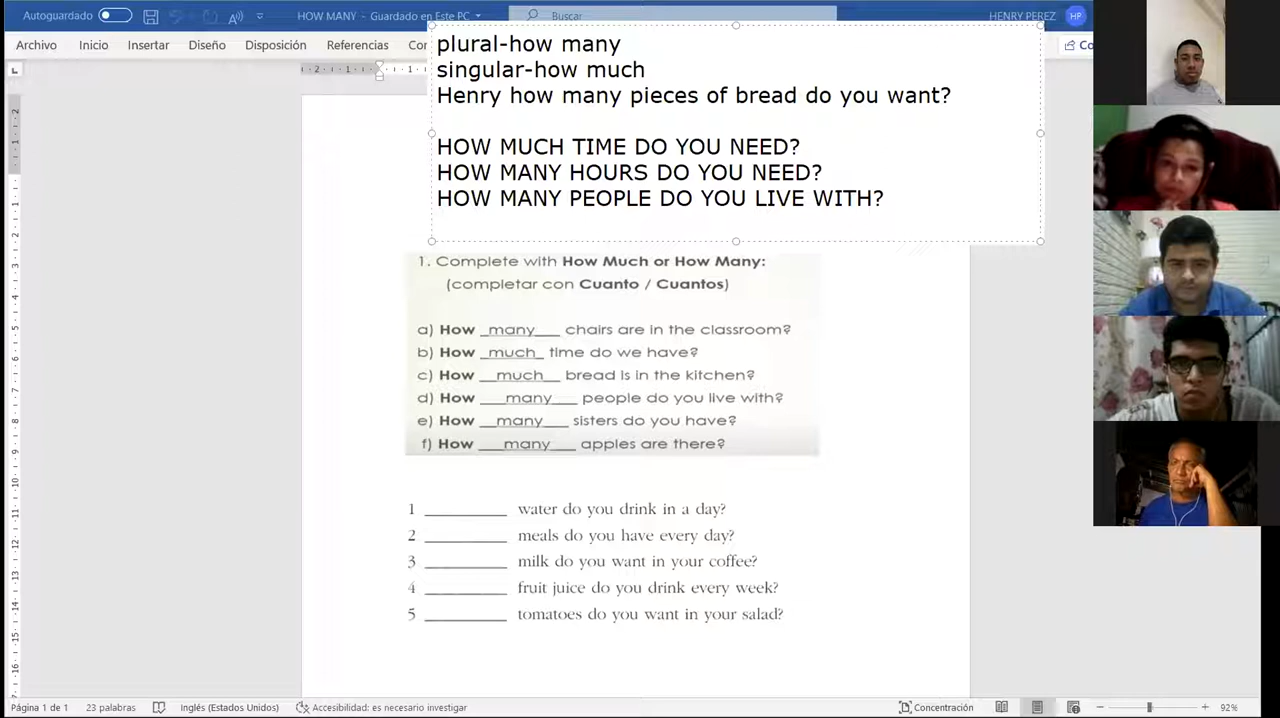 Autoguardado
HOW MANY - Guardado en Este PC
Buscar
HENRY PEREZ
HP
Archivo
Inicio
Insertar
Diseño
Disposición
Referencias
plural-how many
singular-how much
Henry how many pieces of bread do you want?
HOW MUCH TIME DO YOU NEED?
HOW MANY HOURS DO YOU NEED?
HOW MANY PEOPLE DO YOU LIVE WITH?
1. Complete with How Much or How Many:
(completar con Cuanto / Cuantos)
a) How _many___ chairs are in the classroom?
b) How _much_ time do we have?
c) How __much__ bread is in the kitchen?
d) How ___many___ people do you live with?
e) How __many___ sisters do you have?
f) How ___many___ apples are there?
1 __________ water do you drink in a day?
2 __________ meals do you have every day?
3 __________ milk do you want in your coffee?
4 __________ fruit juice do you drink every week?
5 __________ tomatoes do you want in your salad?
Página 1 de 1
23 palabras
Inglés (Estados Unidos)
Accesibilidad: es necesario investigar
Concentración
92%